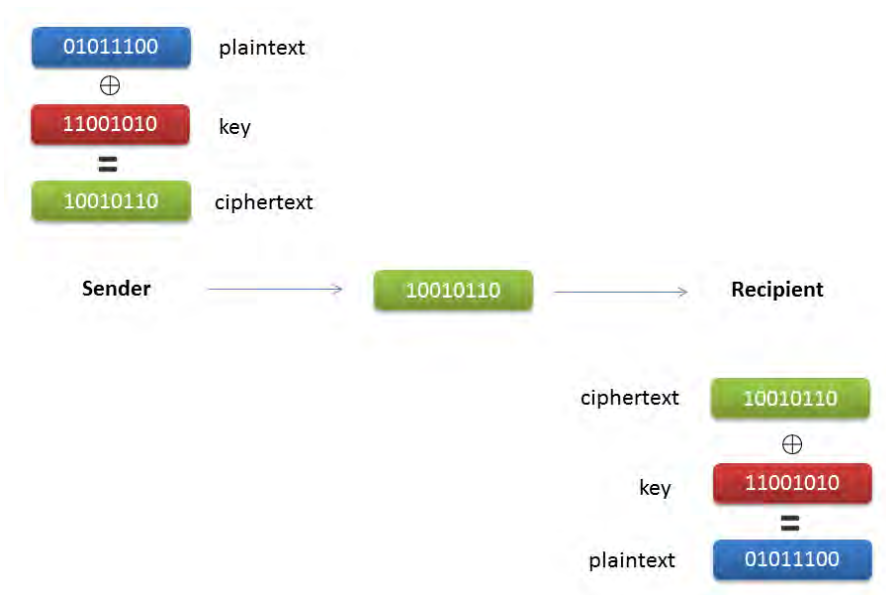 01011100 plaintext
⊕
11001010 key
=
10010110 ciphertext
Sender 10010110 Recipient
ciphertext 10010110
⊕
key 11001010
=
plaintext 01011100